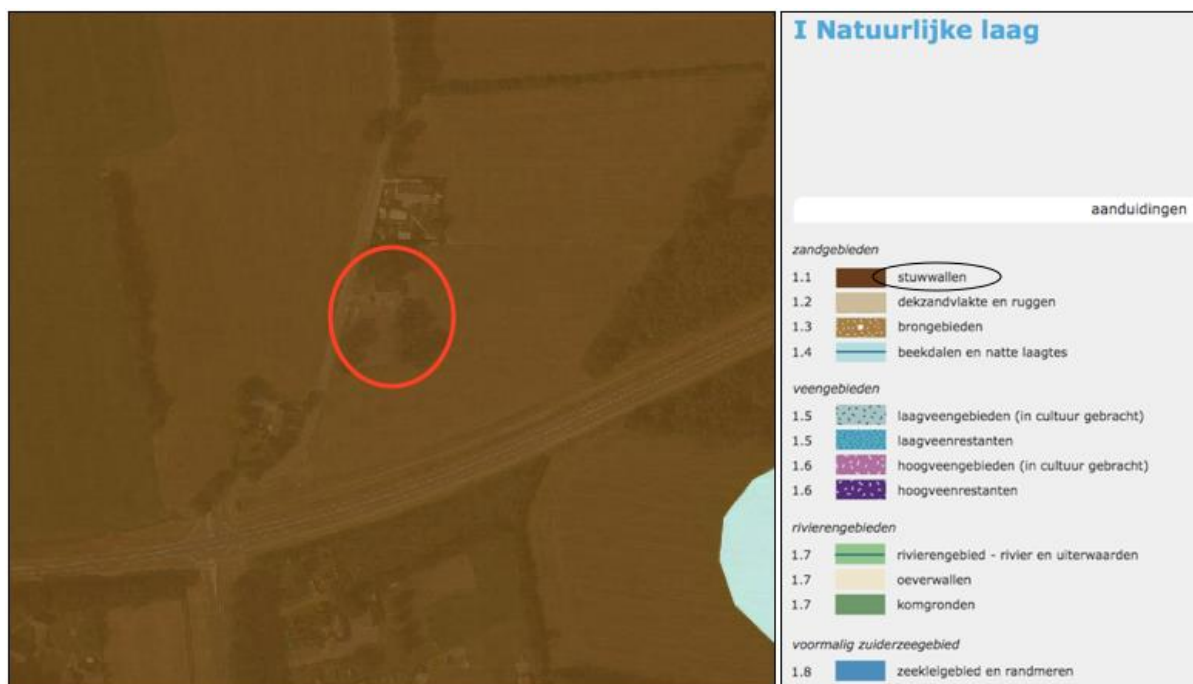 I Natuurlijke laag
aanduidingen
zandgebieden
1.1 stuwwallen
1.2 dekzandvlakte en ruggen
1.3 brongebieden
1.4 beekdalen en natte laagtes
veengebieden
1.5 laagveengebieden (in cultuur gebracht)
1.5 laagveenrestanten
1.6 hoogveengebieden (in cultuur gebracht)
1.6 hoogveenrestanten
rivierengebieden
1.7 rivierengebied - rivier en uiterwaarden
1.7 oeverwallen
1.7 komgronden
voormalig zuiderzeegebied
1.8 zeekleigebied en randmeren